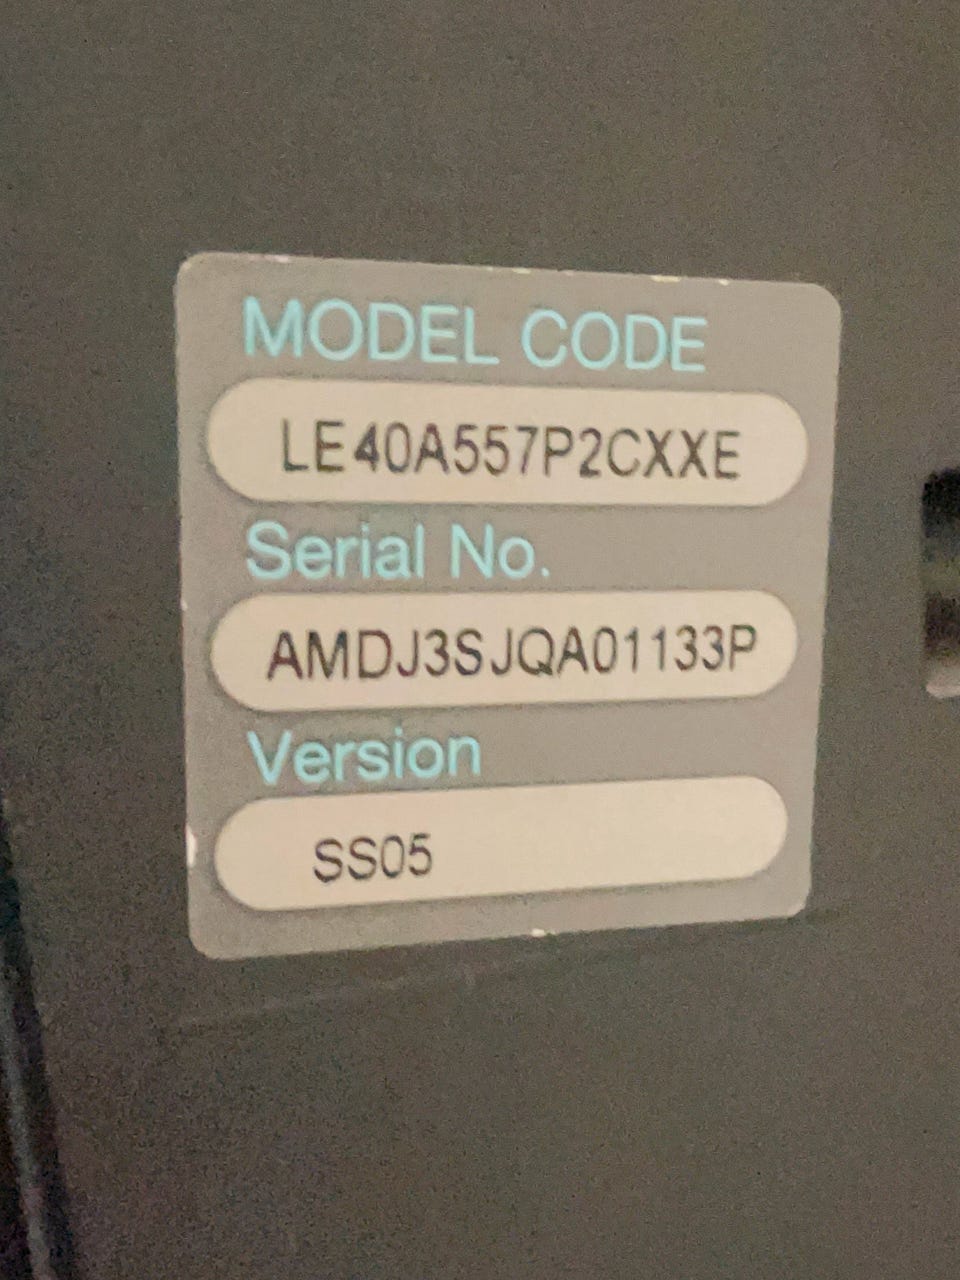 MODEL CODE
LE40A557P2CXXE
Serial No.
AMDJ3SJQA01133P
Version
SS05